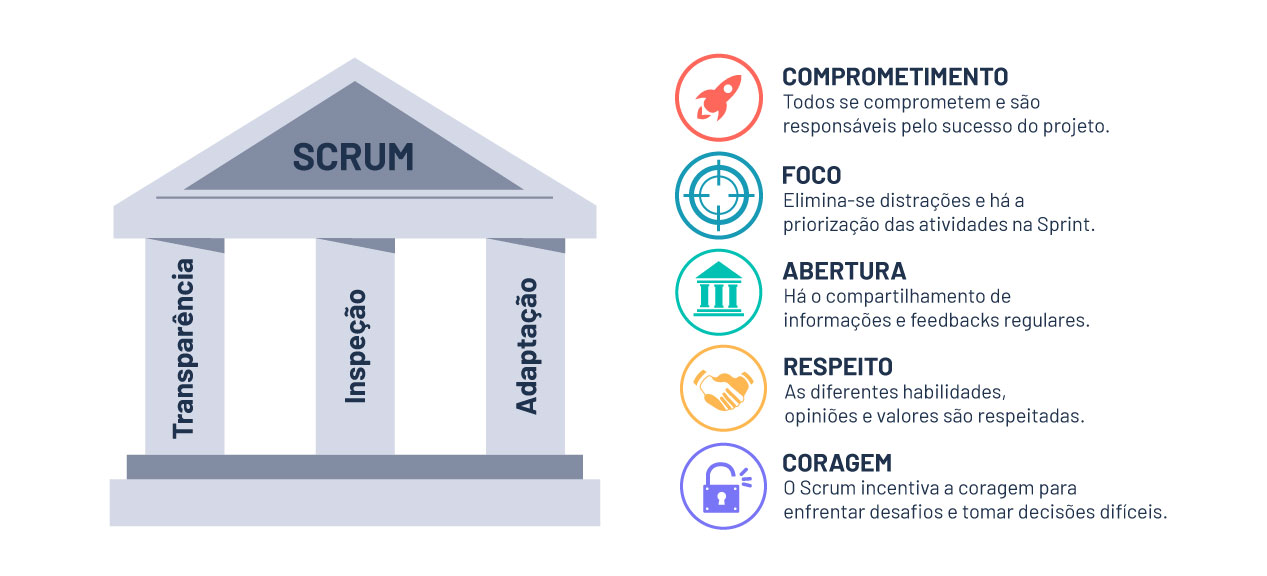 SCRUM
Transparência
Inspeção
Adaptação
COMPROMETIMENTO
Todos se comprometem e são
responsáveis pelo sucesso do projeto.
FOCO
Elimina-se distrações e há a
priorização das atividades na Sprint.
ABERTURA
Há o compartilhamento de
informações e feedbacks regulares.
RESPEITO
As diferentes habilidades,
opiniões e valores são respeitadas.
CORAGEM
O Scrum incentiva a coragem para
enfrentar desafios e tomar decisões difíceis.